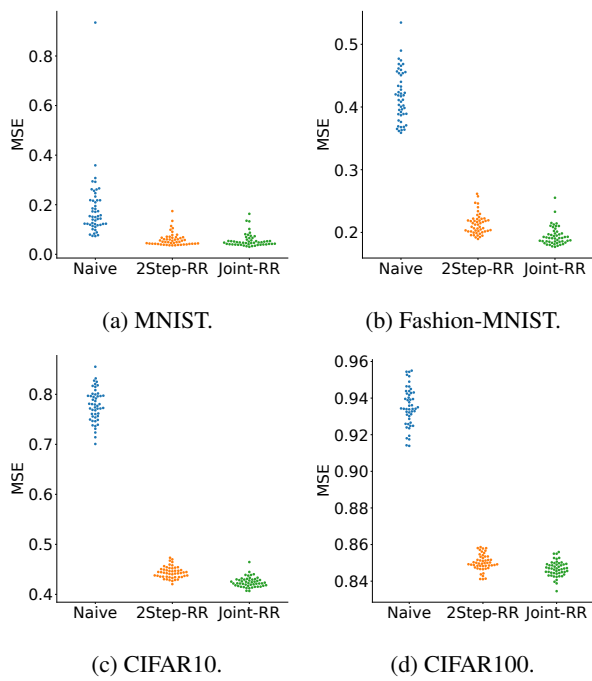 MSE
0.8
0.6
0.4
0.2
0.0
Naive 2Step-RR Joint-RR
(a) MNIST.
MSE
0.5
0.4
0.3
0.2
Naive 2Step-RR Joint-RR
(b) Fashion-MNIST.
MSE
0.8
0.7
0.6
0.5
0.4
Naive 2Step-RR Joint-RR
(c) CIFAR10.
MSE
0.96
0.94
0.92
0.90
0.88
0.86
0.84
Naive 2Step-RR Joint-RR
(d) CIFAR100.